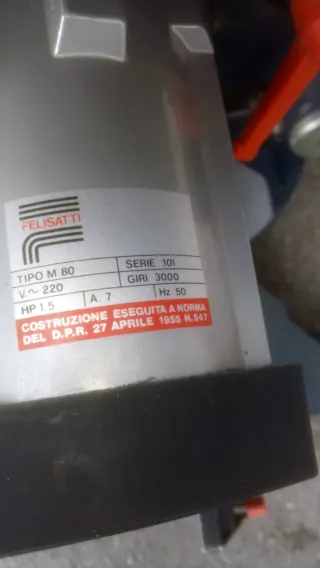 FELISATTI
TIPO M 80 SERIE 101
V.~ 220 GIRI 3000
HP 1.5 A. 7 Hz 50
COSTRUZIONE ESEGUITA A NORMA
DEL D.P.R. 27 APRILE 1955 N.547